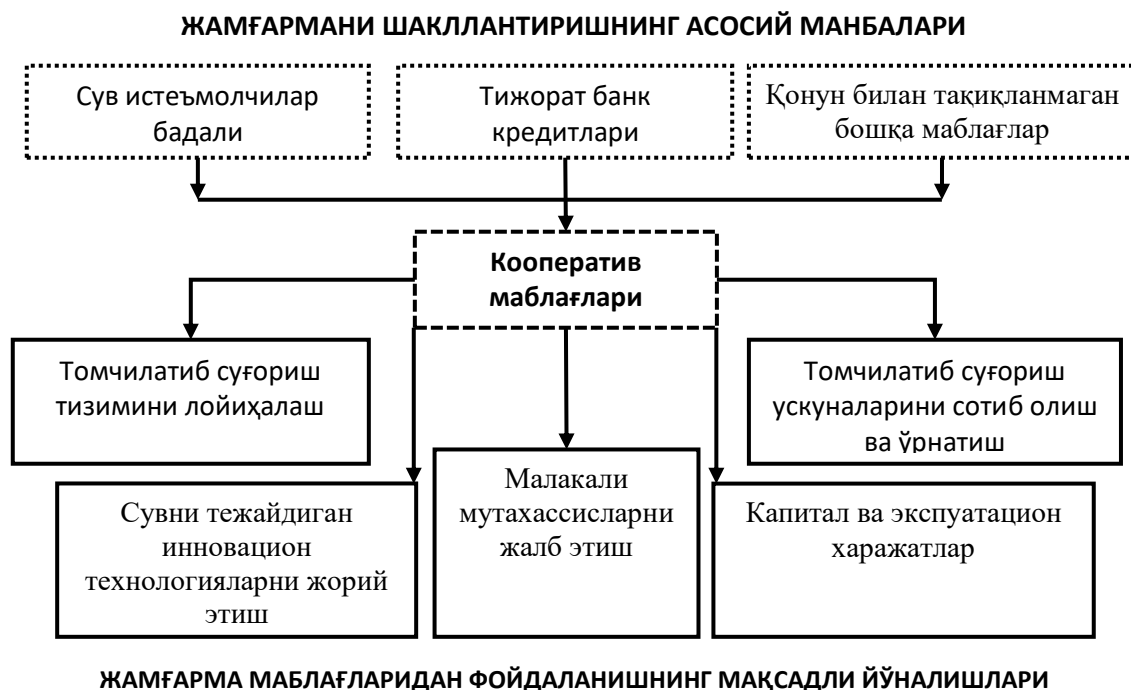 ЖАМҒАРМАНИ ШАКЛЛАНТИРИШНИНГ АСОСИЙ МАНБАЛАРИ
Сув истеъмолчилар
бадали
Тижорат банк
кредитлари
Қонун билан тақиқланмаган
бошқа маблағлар
Кооператив
маблағлари
Томчилатиб суғориш
тизимини лойиҳалаш
Томчилатиб суғориш
ускуналарини сотиб олиш
ва ўрнатиш
Сувни тежайдиган
инновацион
технологияларни жорий
этиш
Малакали
мутахассисларни
жалб этиш
Капитал ва экспуатацион
харажатлар
ЖАМҒАРМА МАБЛАҒЛАРИДАН ФОЙДАЛАНИШНИНГ МАҚСАДЛИ ЙЎНАЛИШЛАРИ